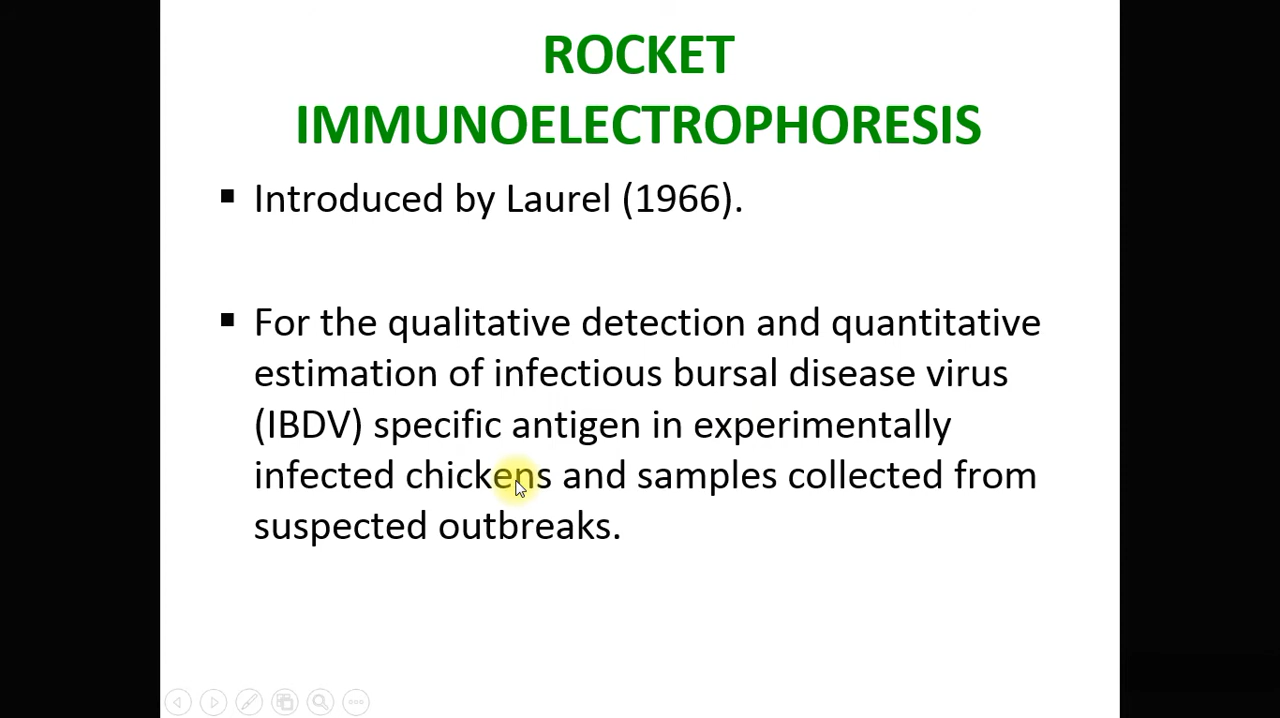 ROCKET
IMMUNOELECTROPHORESIS
▪ Introduced by Laurel (1966).
▪ For the qualitative detection and quantitative
estimation of infectious bursal disease virus
(IBDV) specific antigen in experimentally
infected chickens and samples collected from
suspected outbreaks.